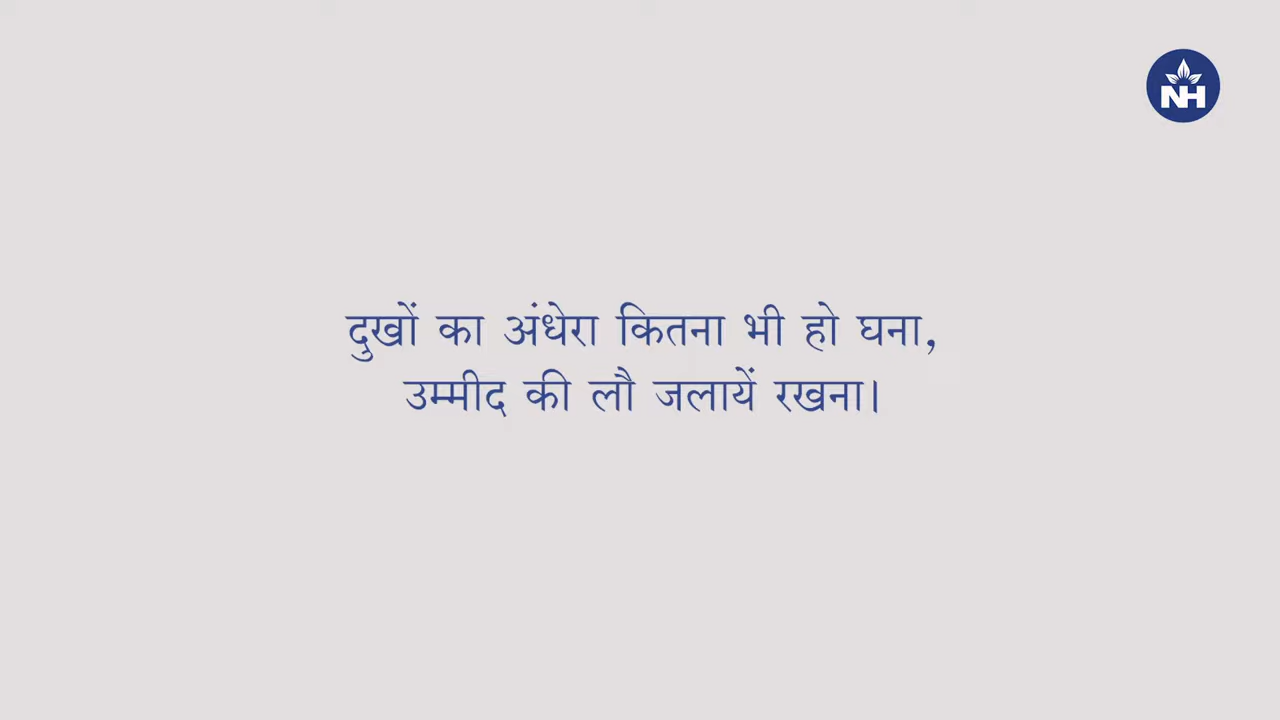 NH
दुखों का अंधेरा कितना भी हो घना,
उम्मीद की लौ जलायें रखना।